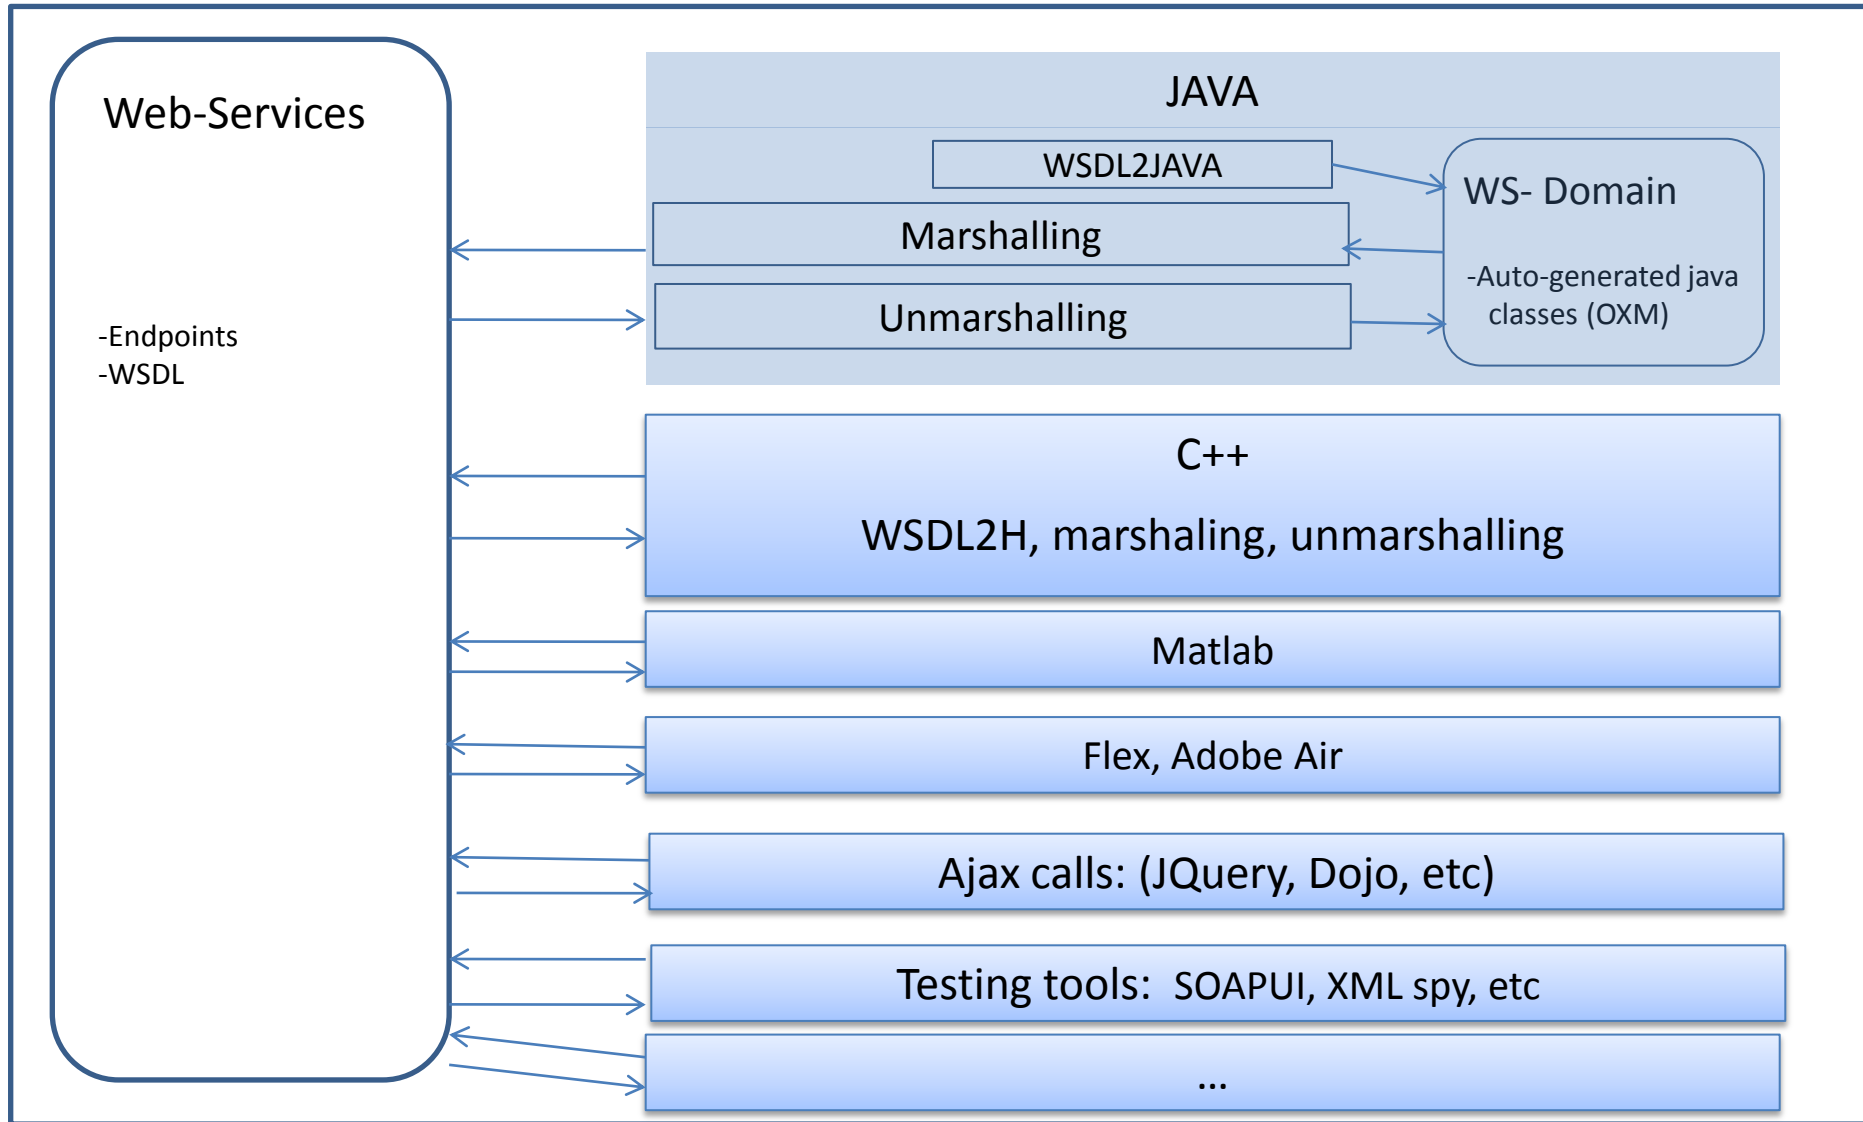 Web-Services
-Endpoints
-WSDL
JAVA
WSDL2JAVA
Marshalling
Unmarshalling
WS- Domain
-Auto-generated java
classes (OXM)
C++
WSDL2H, marshaling, unmarshalling
Matlab
Flex, Adobe Air
Ajax calls: (JQuery, Dojo, etc)
Testing tools: SOAPUI, XML spy, etc
...